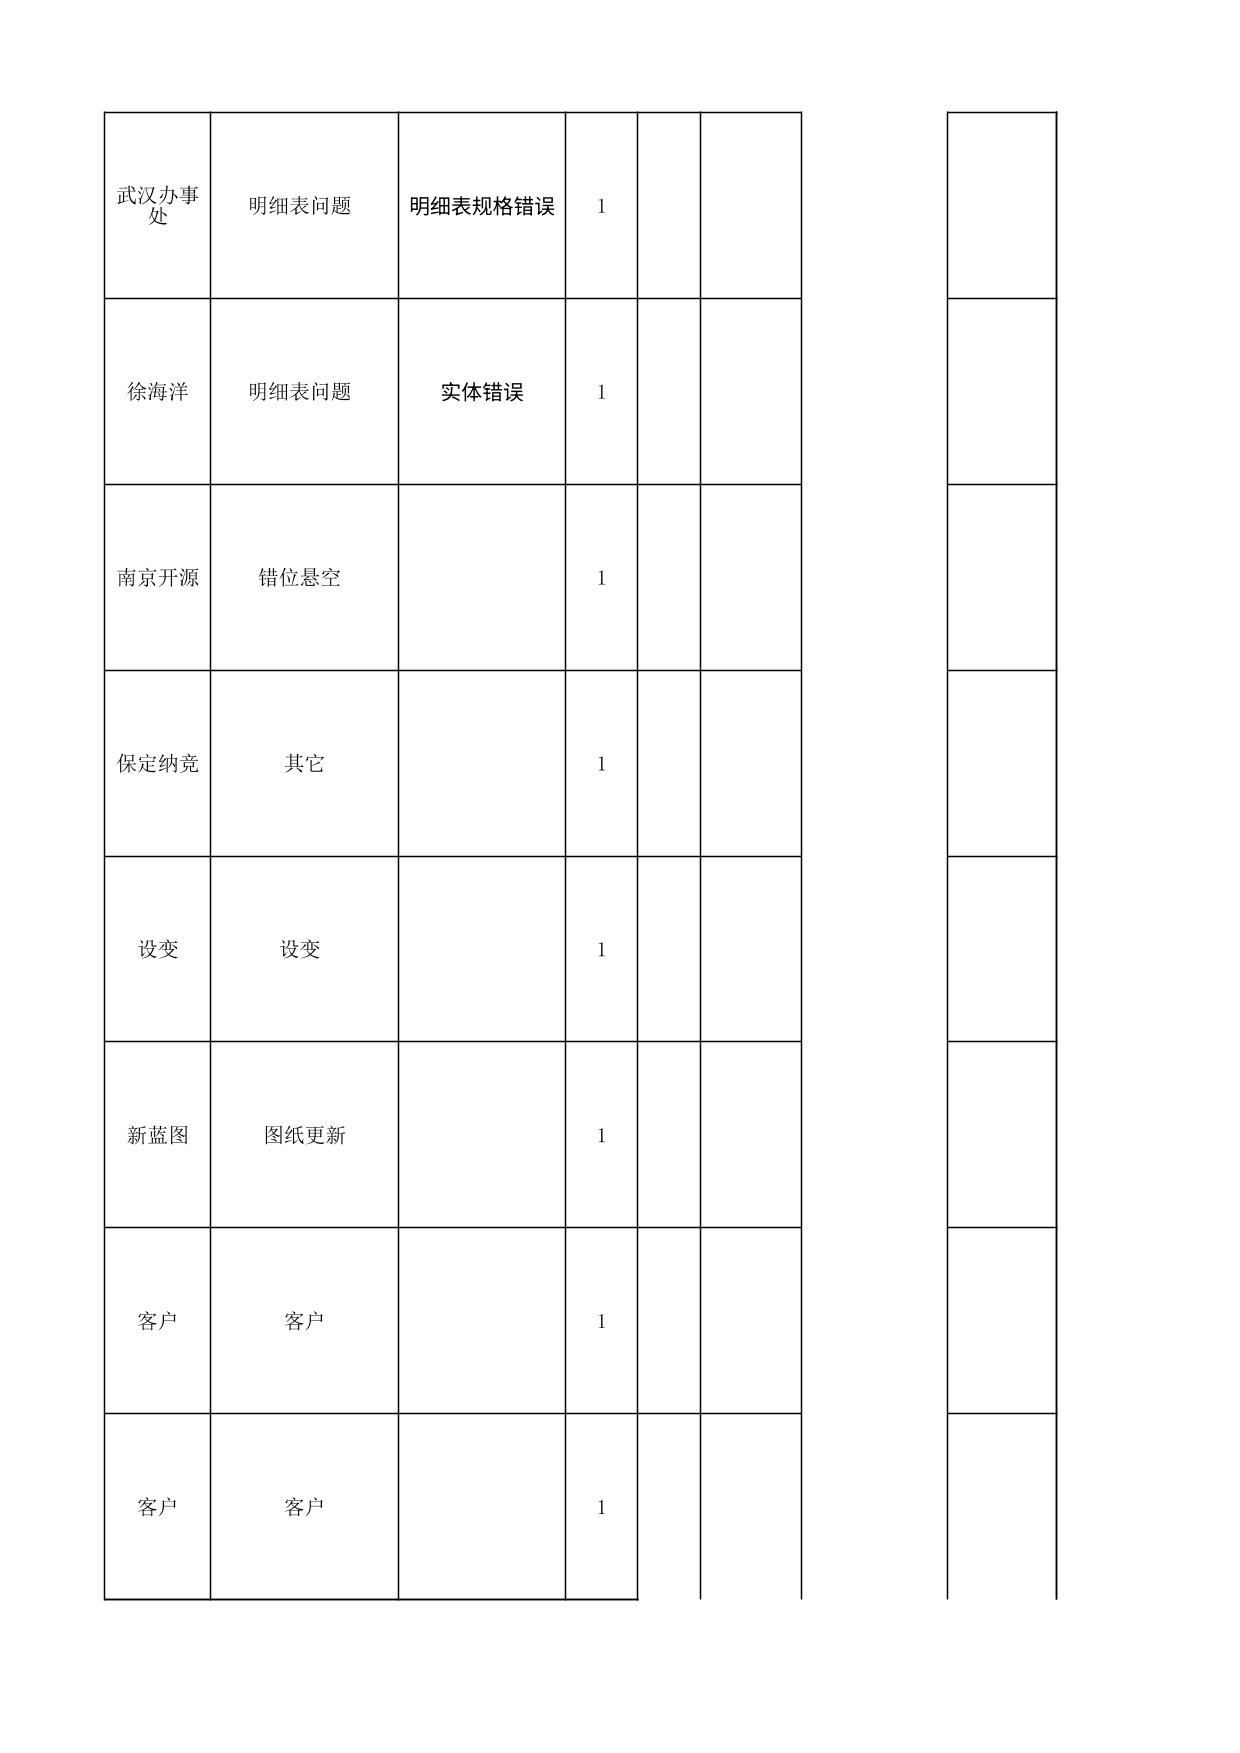 武汉办事
处
明细表问题
明细表规格错误
1
徐海洋
明细表问题
实体错误
1
南京开源
错位悬空
1
保定纳竞
其它
1
设变
设变
1
新蓝图
图纸更新
1
客户
客户
1
客户
客户
1